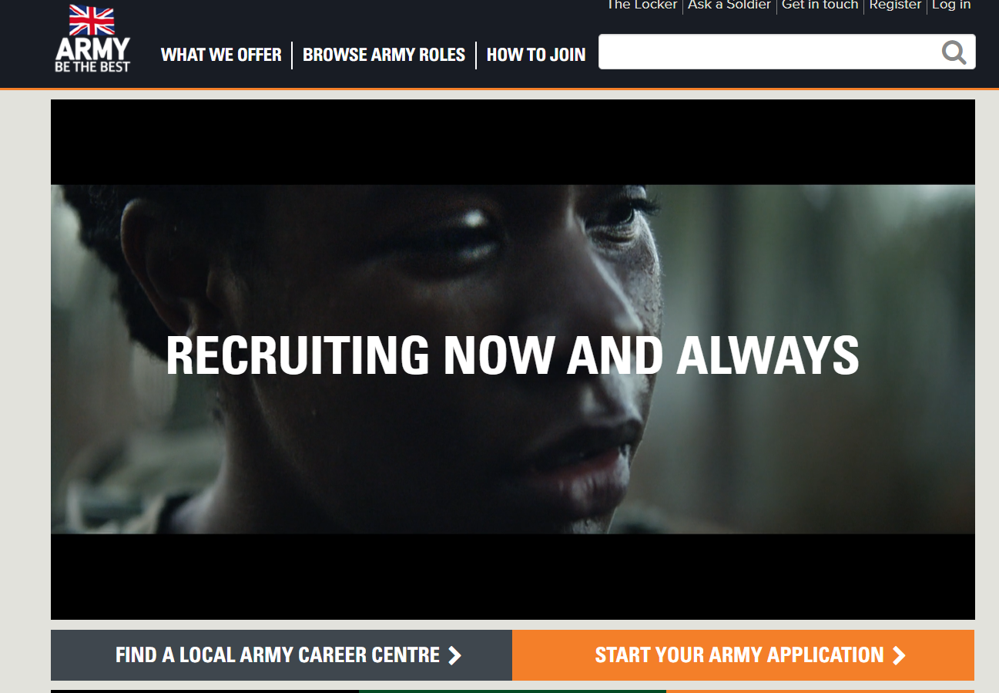 The Locker Ask a Soldier Get in touch Register Log in
ARMY
BE THE BEST
WHAT WE OFFER BROWSE ARMY ROLES HOW TO JOIN
RECRUITING NOW AND ALWAYS
FIND A LOCAL ARMY CAREER CENTRE START YOUR ARMY APPLICATION